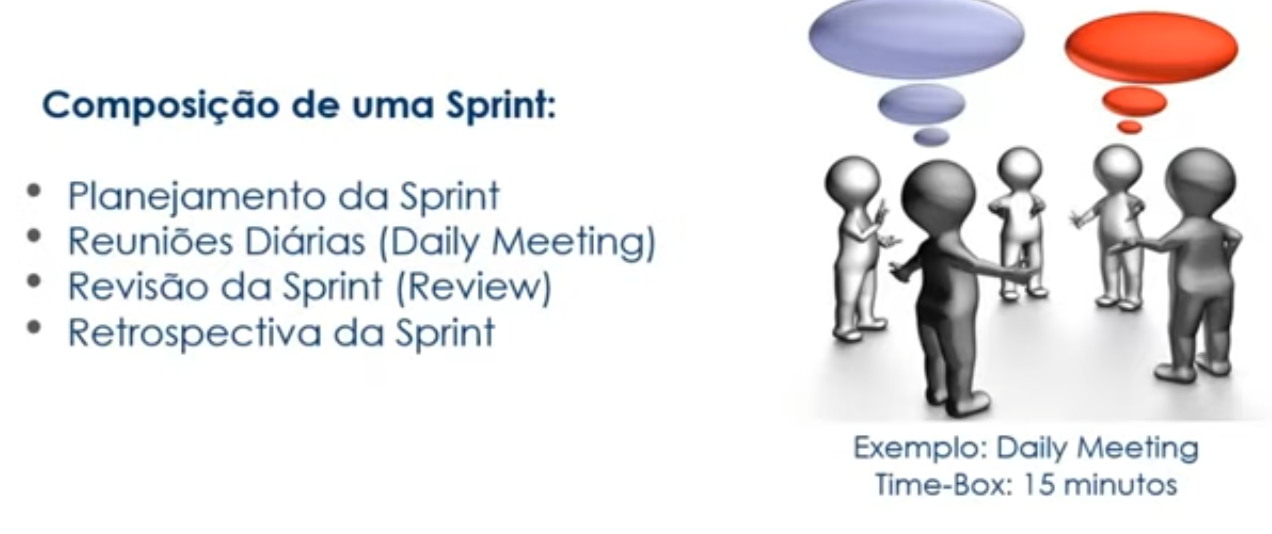 Composição de uma Sprint:
Planejamento da Sprint
Reuniões Diárias (Daily Meeting)
Revisão da Sprint (Review)
Retrospectiva da Sprint
Exemplo: Daily Meeting
Time-Box: 15 minutos